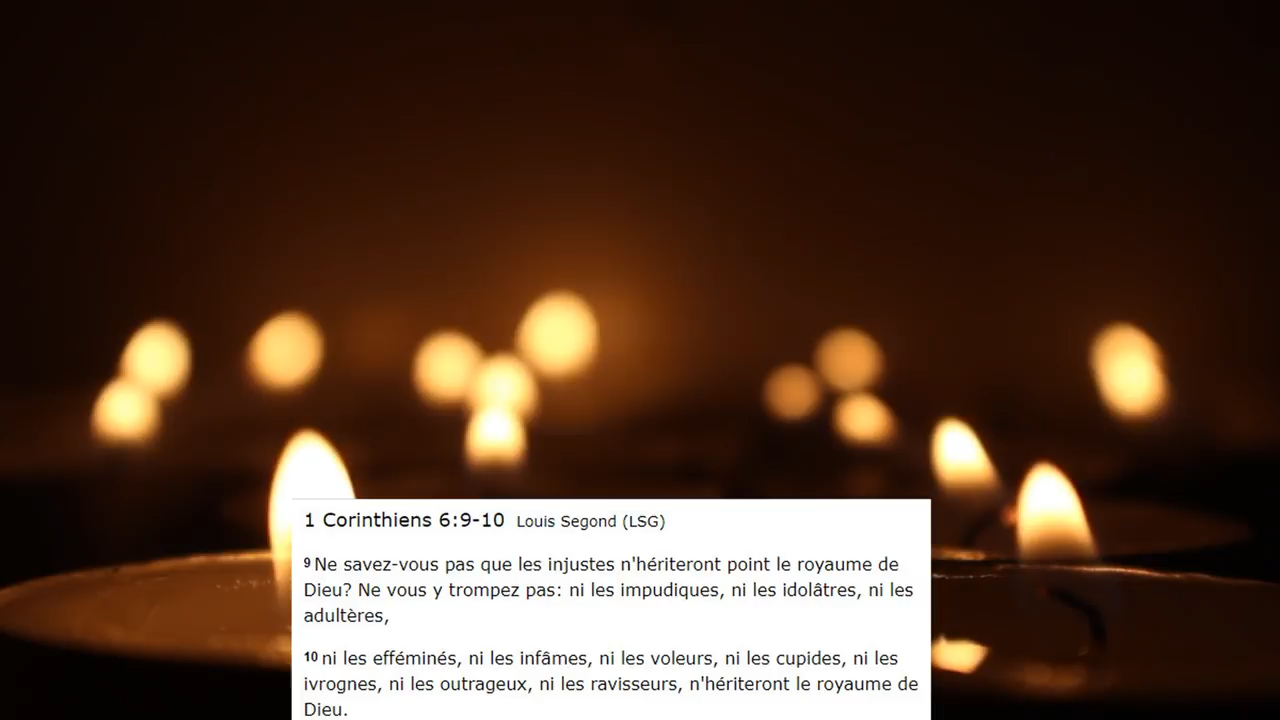 1 Corinthiens 6:9-10 Louis Segond (LSG)
9 Ne savez-vous pas que les injustes n'hériteront point le royaume de
Dieu? Ne vous y trompez pas: ni les impudiques, ni les idolâtres, ni les
adultères,
10 ni les efféminés, ni les infâmes, ni les voleurs, ni les cupides, ni les
ivrognes, ni les outrageux, ni les ravisseurs, n'hériteront le royaume de
Dieu.